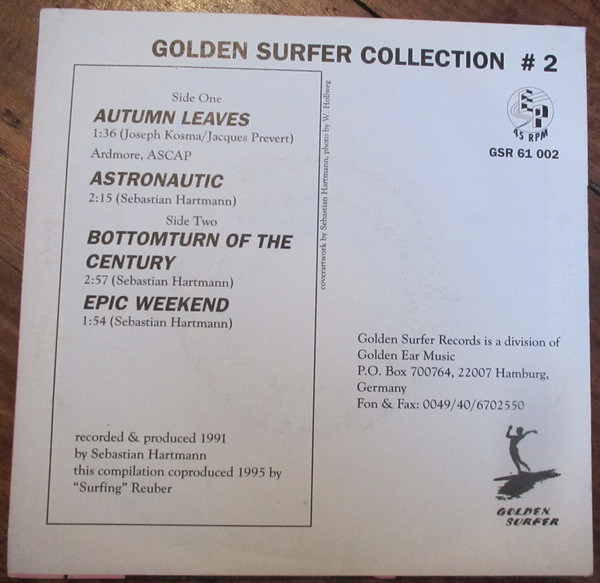 GOLDEN SURFER COLLECTION # 2
Side One
AUTUMN LEAVES
1:36 (Joseph Kosma/Jacques Prevert)
Ardmore, ASCAP
ASTRONAUTIC
2:15 (Sebastian Hartmann)
Side Two
BOTTOMTURN OF THE
CENTURY
2:57 (Sebastian Hartmann)
EPIC WEEKEND
1:54 (Sebastian Hartmann)
recorded & produced 1991
by Sebastian Hartmann
this compilation coproduced 1995 by
"Surfing" Reuber
coverartwork by Sebastian Hartmann, photo by W. Hollweg
EP
45 RPM
GSR 61 002
Golden Surfer Records is a division of
Golden Ear Music
P.O. Box 700764, 22007 Hamburg,
Germany
Fon & Fax: 0049/40/6702550
GOLDEN
SURFER